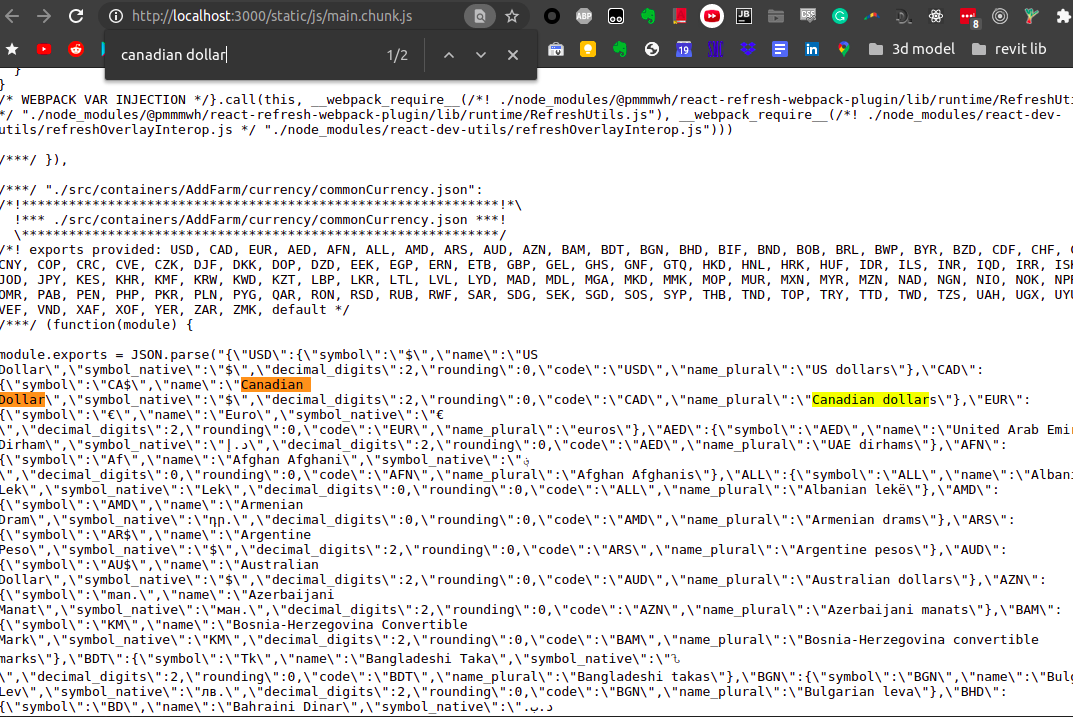 http://localhost:3000/static/js/main.chunk.js
ABP
JB
GSF
8
canadian dollar
1/2
19
3d model
revit lib
}
}
/* WEBPACK VAR INJECTION */}.call(this, __webpack_require__(/*! ./node_modules/@pmmmwh/react-refresh-webpack-plugin/lib/runtime/RefreshUti
*/ "./node_modules/@pmmmwh/react-refresh-webpack-plugin/lib/runtime/RefreshUtils.js"), __webpack_require__(/*! ./node_modules/react-dev-
utils/refreshOverlayInterop.js */ "./node_modules/react-dev-utils/refreshOverlayInterop.js")))
/***/ }),
/***/ "./src/containers/AddFarm/currency/commonCurrency.json":
/*!*************************************************************!*\
!*** ./src/containers/AddFarm/currency/commonCurrency.json ***!
\*************************************************************/
/*! exports provided: USD, CAD, EUR, AED, AFN, ALL, AMD, ARS, AUD, AZN, BAM, BDT, BGN, BHD, BIF, BND, BOB, BRL, BWP, BYR, BZD, CDF, CHF, C
CNY, COP, CRC, CVE, CZK, DJF, DKK, DOP, DZD, EEK, EGP, ERN, ETB, GBP, GEL, GHS, GNF, GTQ, HKD, HNL, HRK, HUF, IDR, ILS, INR, IQD, IRR, ISK
JOD, JPY, KES, KHR, KMF, KRW, KWD, KZT, LBP, LKR, LTL, LVL, LYD, MAD, MDL, MGA, MKD, MMK, MOP, MUR, MXN, MYR, MZN, NAD, NGN, NIO, NOK, NPR
OMR, PAB, PEN, PHP, PKR, PLN, PYG, QAR, RON, RSD, RUB, RWF, SAR, SDG, SEK, SGD, SOS, SYP, THB, TND, TOP, TRY, TTD, TWD, TZS, UAH, UGX, UYU
VEF, VND, XAF, XOF, YER, ZAR, ZMK, default */
/***/ (function(module) {
module.exports = JSON.parse("{\"USD\":{\"symbol\":\"$\",\"name\":\"US
Dollar\",\"symbol_native\":\"$\",\"decimal_digits\":2,\"rounding\":0,\"code\":\"USD\",\"name_plural\":\"US dollars\"},\"CAD\":
{\"symbol\":\"CA$\",\"name\":\"Canadian
Dollar\",\"symbol_native\":\"$\",\"decimal_digits\":2,\"rounding\":0,\"code\":\"CAD\",\"name_plural\":\"Canadian dollars\"},\"EUR\":
{\"symbol\":\"€\",\"name\":\"Euro\",\"symbol_native\":\"€
\",\"decimal_digits\":2,\"rounding\":0,\"code\":\"EUR\",\"name_plural\":\"euros\"},\"AED\":{\"symbol\":\"AED\",\"name\":\"United Arab Emir
Dirham\",\"symbol_native\":\"د.إ.\",\"decimal_digits\":2,\"rounding\":0,\"code\":\"AED\",\"name_plural\":\"UAE dirhams\"},\"AFN\":
{\"symbol\":\"Af\",\"name\":\"Afghan Afghani\",\"symbol_native\":\"؋
\",\"decimal_digits\":0,\"rounding\":0,\"code\":\"AFN\",\"name_plural\":\"Afghan Afghanis\"},\"ALL\":{\"symbol\":\"ALL\",\"name\":\"Albani
Lek\",\"symbol_native\":\"Lek\",\"decimal_digits\":0,\"rounding\":0,\"code\":\"ALL\",\"name_plural\":\"Albanian lekë\"},\"AMD\":
{\"symbol\":\"AMD\",\"name\":\"Armenian
Dram\",\"symbol_native\":\"դր.\",\"decimal_digits\":0,\"rounding\":0,\"code\":\"AMD\",\"name_plural\":\"Armenian drams\"},\"ARS\":
{\"symbol\":\"AR$\",\"name\":\"Argentine
Peso\",\"symbol_native\":\"$\",\"decimal_digits\":2,\"rounding\":0,\"code\":\"ARS\",\"name_plural\":\"Argentine pesos\"},\"AUD\":
{\"symbol\":\"AU$\",\"name\":\"Australian
Dollar\",\"symbol_native\":\"$\",\"decimal_digits\":2,\"rounding\":0,\"code\":\"AUD\",\"name_plural\":\"Australian dollars\"},\"AZN\":
{\"symbol\":\"man.\",\"name\":\"Azerbaijani
Manat\",\"symbol_native\":\"ман.\",\"decimal_digits\":2,\"rounding\":0,\"code\":\"AZN\",\"name_plural\":\"Azerbaijani manats\"},\"BAM\":
{\"symbol\":\"KM\",\"name\":\"Bosnia-Herzegovina Convertible
Mark\",\"symbol_native\":\"KM\",\"decimal_digits\":2,\"rounding\":0,\"code\":\"BAM\",\"name_plural\":\"Bosnia-Herzegovina convertible
marks\"},\"BDT\":{\"symbol\":\"Tk\",\"name\":\"Bangladeshi Taka\",\"symbol_native\":\"৳
\",\"decimal_digits\":2,\"rounding\":0,\"code\":\"BDT\",\"name_plural\":\"Bangladeshi takas\"},\"BGN\":{\"symbol\":\"BGN\",\"name\":\"Bulg
Lev\",\"symbol_native\":\"лв.\",\"decimal_digits\":2,\"rounding\":0,\"code\":\"BGN\",\"name_plural\":\"Bulgarian leva\"},\"BHD\":
{\"symbol\":\"BD\",\"name\":\"Bahraini Dinar\",\"symbol_native\":\"د.ب.